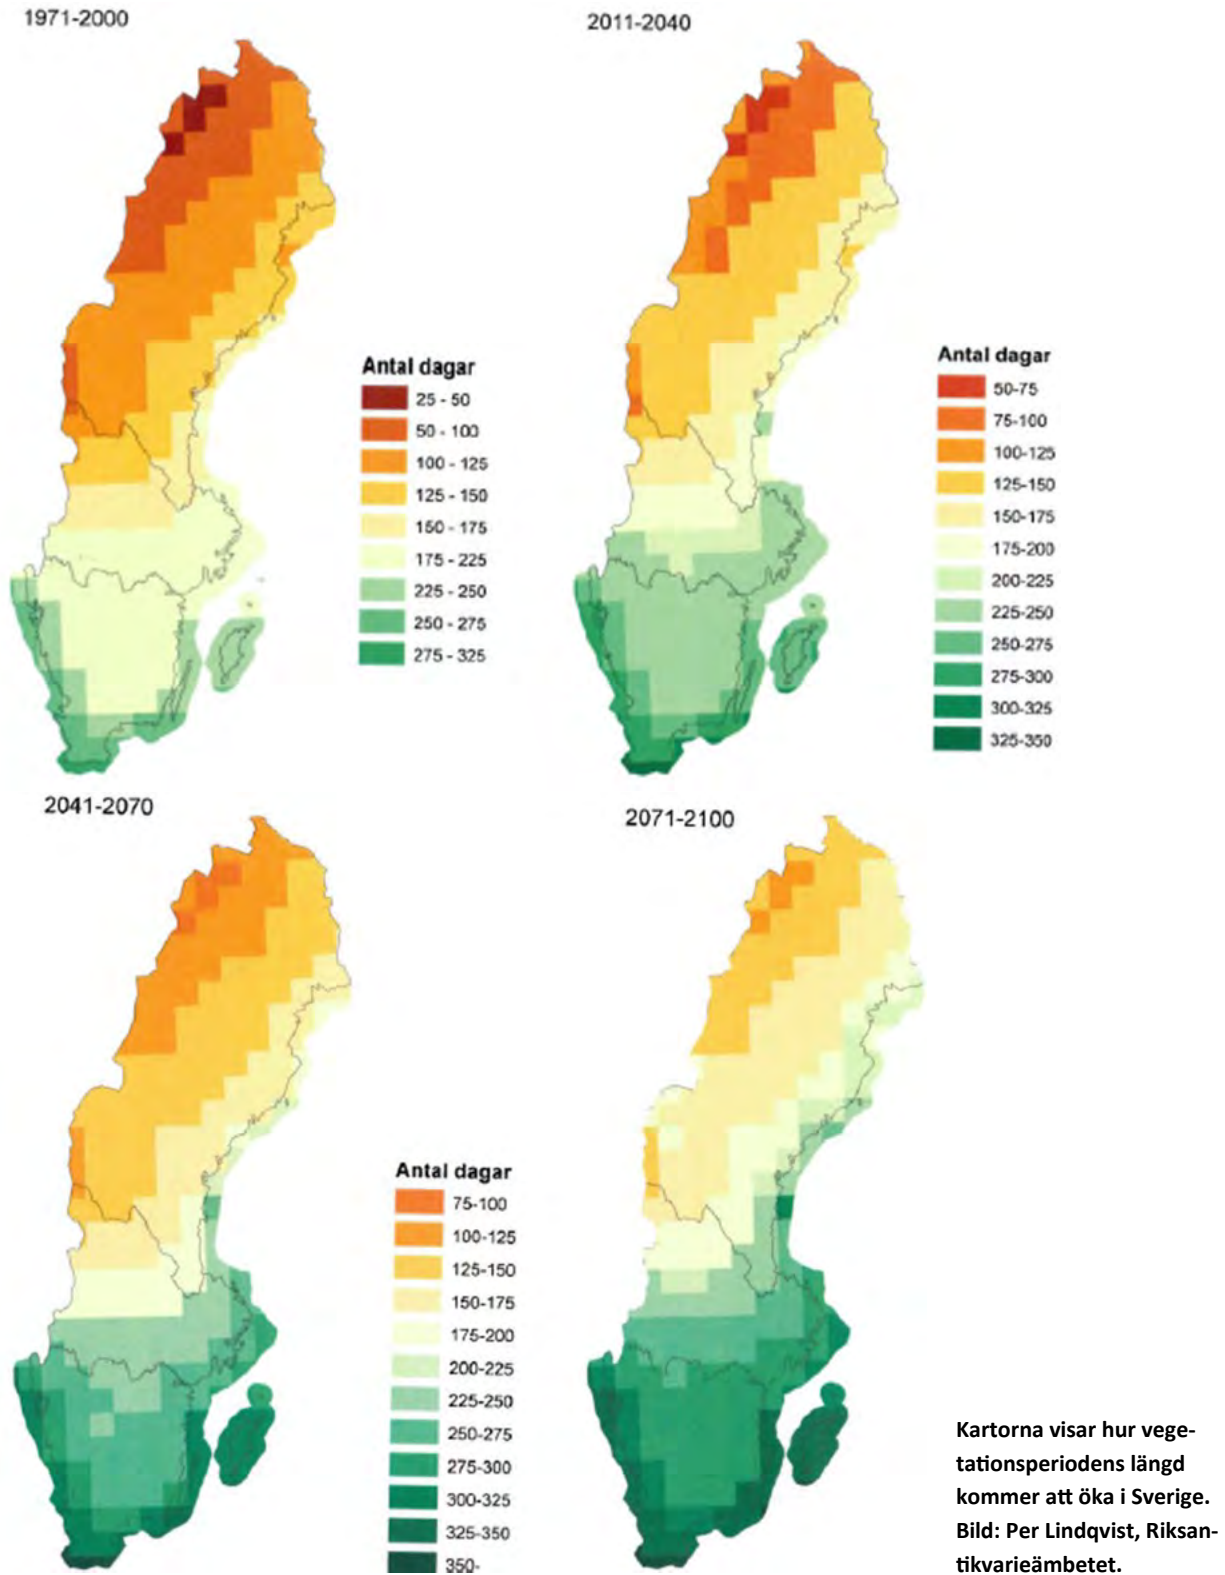 1971-2000
2011-2040
Antal dagar
25 - 50
50 - 100
100 - 125
125 - 150
150 - 175
175 - 225
225 - 250
250 - 275
275 - 325
Antal dagar
50-75
75-100
100-125
125-150
150-175
175-200
200-225
225-250
250-275
275-300
300-325
325-350
2041-2070
2071-2100
Antal dagar
75-100
100-125
125-150
150-175
175-200
200-225
225-250
250-275
275-300
300-325
325-350
350-
Kartorna visar hur vege-
tationsperiodens längd
kommer att öka i Sverige.
Bild: Per Lindqvist, Riksan-
tikvarieämbetet.